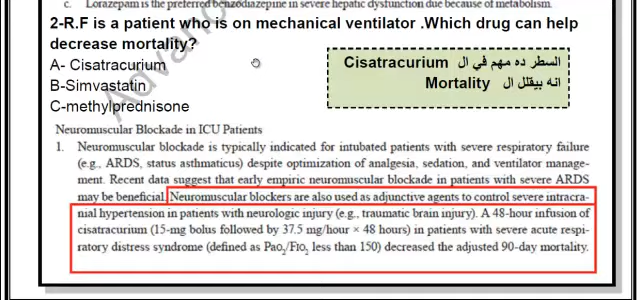 c. Lorazepam is the preferred benzodiazepine in severe hepatic dysfunction due because of metabolism.
2-R.F is a patient who is on mechanical ventilator .Which drug can help
decrease mortality?
A- Cisatracurium
B-Simvastatin
C-methylprednisone
السطر ده مهم في ال Cisatracurium
انه بيقلل ال Mortality
Neuromuscular Blockade in ICU Patients
1. Neuromuscular blockade is typically indicated for intubated patients with severe respiratory failure
(e.g., ARDS, status asthmaticus) despite optimization of analgesia, sedation, and ventilator manage-
ment. Recent data suggest that early empiric neuromuscular blockade in patients with severe ARDS
may be beneficial. Neuromuscular blockers are also used as adjunctive agents to control severe intracra-
nial hypertension in patients with neurologic injury (e.g., traumatic brain injury). A 48-hour infusion of
cisatracurium (15-mg bolus followed by 37.5 mg/hour × 48 hours) in patients with severe acute respi-
ratory distress syndrome (defined as Pao2/Fio2 less than 150) decreased the adjusted 90-day mortality.